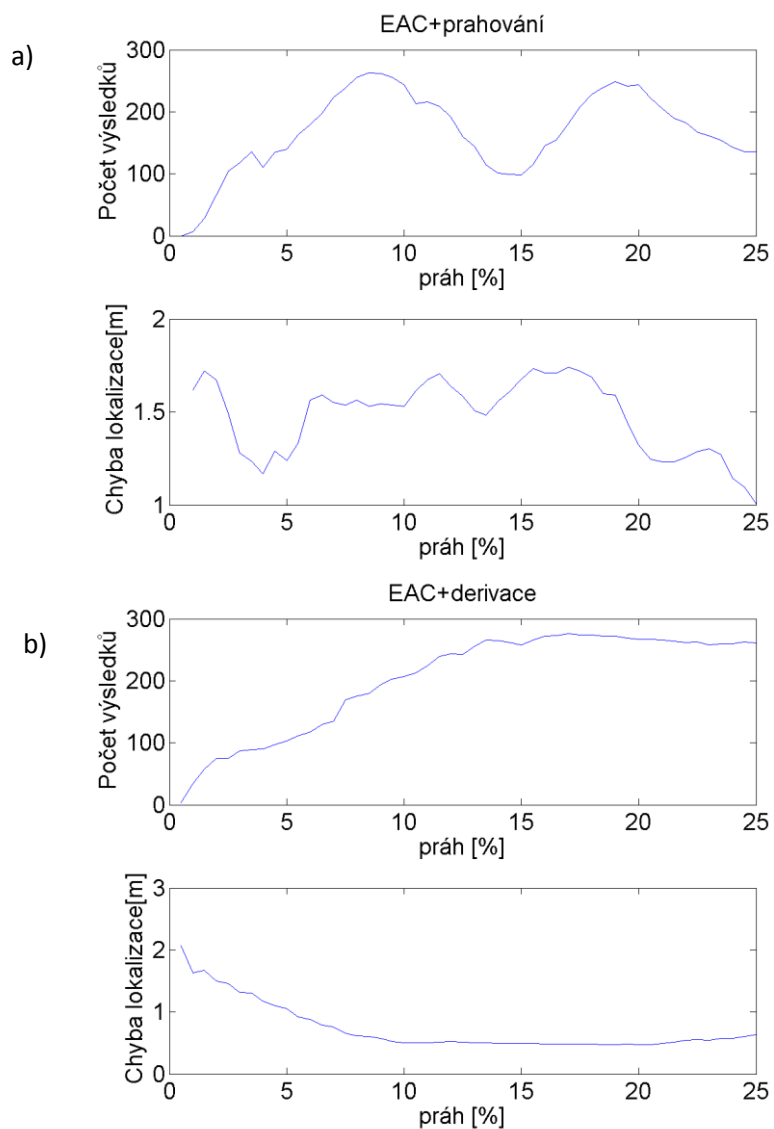 a)
EAC+prahování
Počet výsledků
300
200
100
0
0 5 10 15 20 25
práh [%]
Chyba lokalizace[m]
2
1.5
1
0 5 10 15 20 25
práh [%]
b)
EAC+derivace
Počet výsledků
300
200
100
0
0 5 10 15 20 25
práh [%]
Chyba lokalizace[m]
3
2
1
0
0 5 10 15 20 25
práh [%]